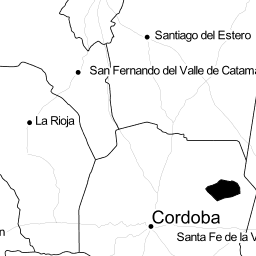 Santiago del Estero
San Fernando del Valle de Catama
La Rioja
Cordoba
Santa Fe de la V
n